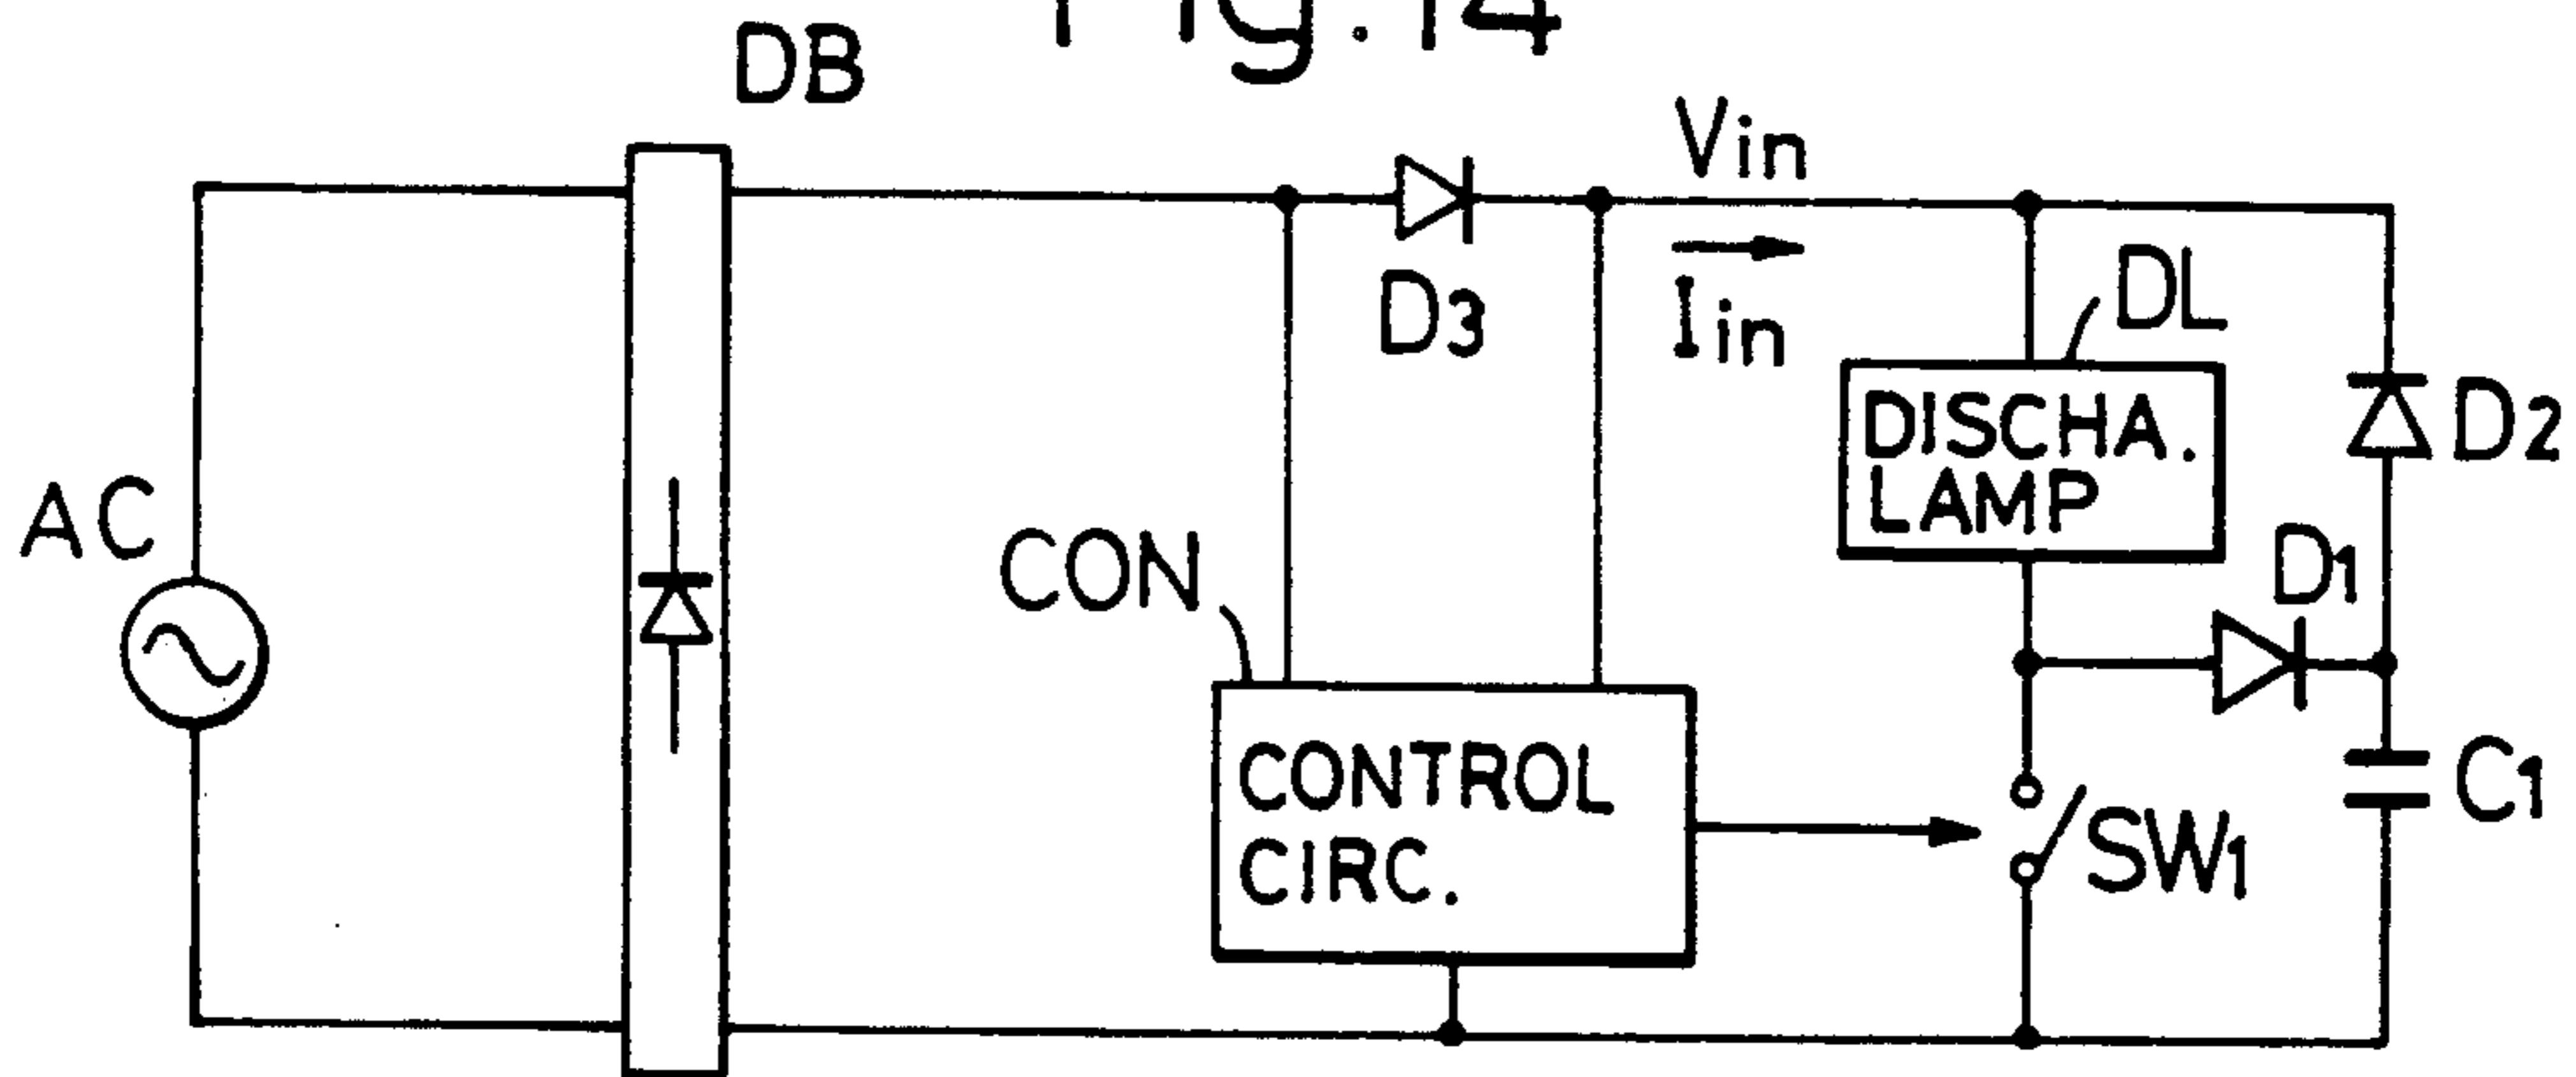 Fig.14
DB
Vin
D3
Iin
DL
DISCHA.
LAMP
D2
AC
CON
D1
CONTROL
CIRC.
SW1
C1